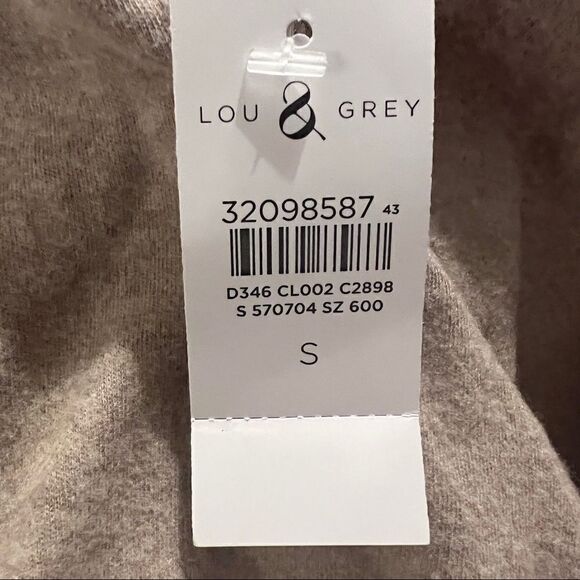 LOU & GREY
32098587 43
D346 CL002 C2898
S 570704 SZ 600
S